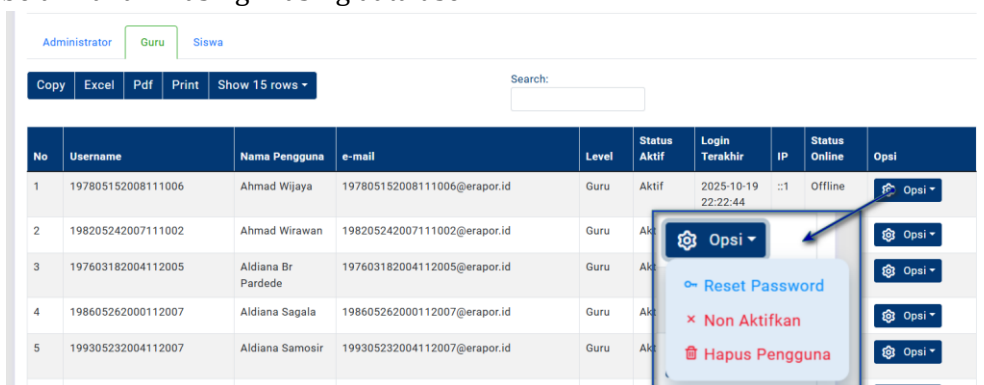 Administrator Guru Siswa
Copy Excel Pdf Print Show 15 rows
Search:
No Username Nama Pengguna e-mail Level Status Aktif Login Terakhir IP Status Online Opsi
1 197805152008111006 Ahmad Wijaya 197805152008111006@erapor.id Guru Aktif 2025-10-19 22:22:44 ::1 Offline Opsi
2 198205242007111002 Ahmad Wirawan 198205242007111002@erapor.id Guru Opsi
3 197603182004112005 Aldiana Br Pardede 197603182004112005@erapor.id Guru Opsi
4 198605262000112007 Aldiana Sagala 198605262000112007@erapor.id Guru Opsi
5 199305232004112007 Aldiana Samosir 199305232004112007@erapor.id Guru Opsi
Opsi
Reset Password
Non Aktifkan
Hapus Pengguna